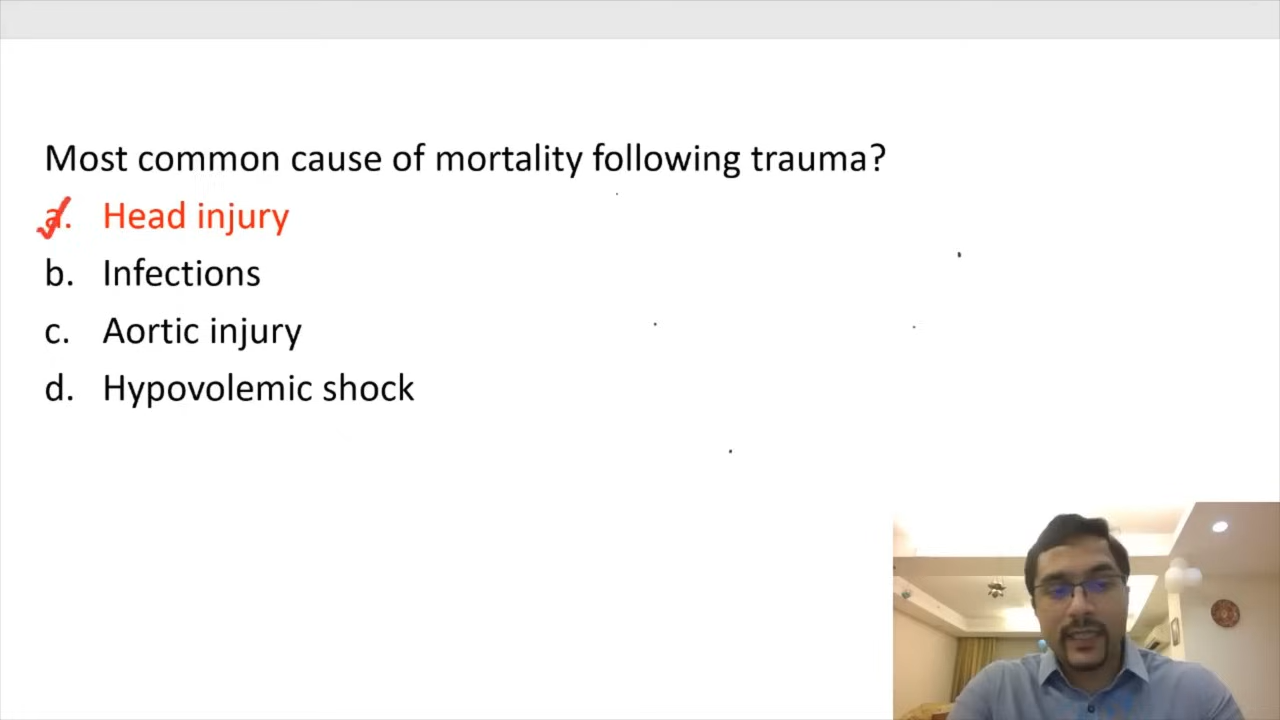 Most common cause of mortality following trauma?
a. Head injury
b. Infections
c. Aortic injury
d. Hypovolemic shock